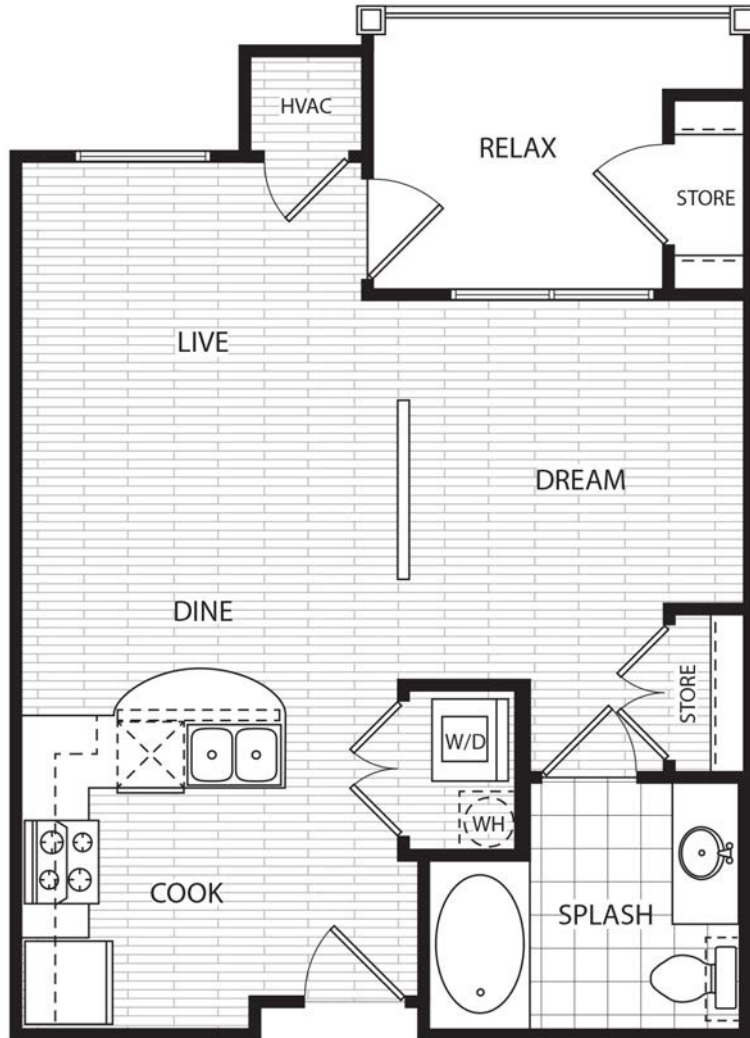 HVAC
RELAX
STORE
LIVE
DREAM
DINE
STORE
W/D
WH
COOK
SPLASH